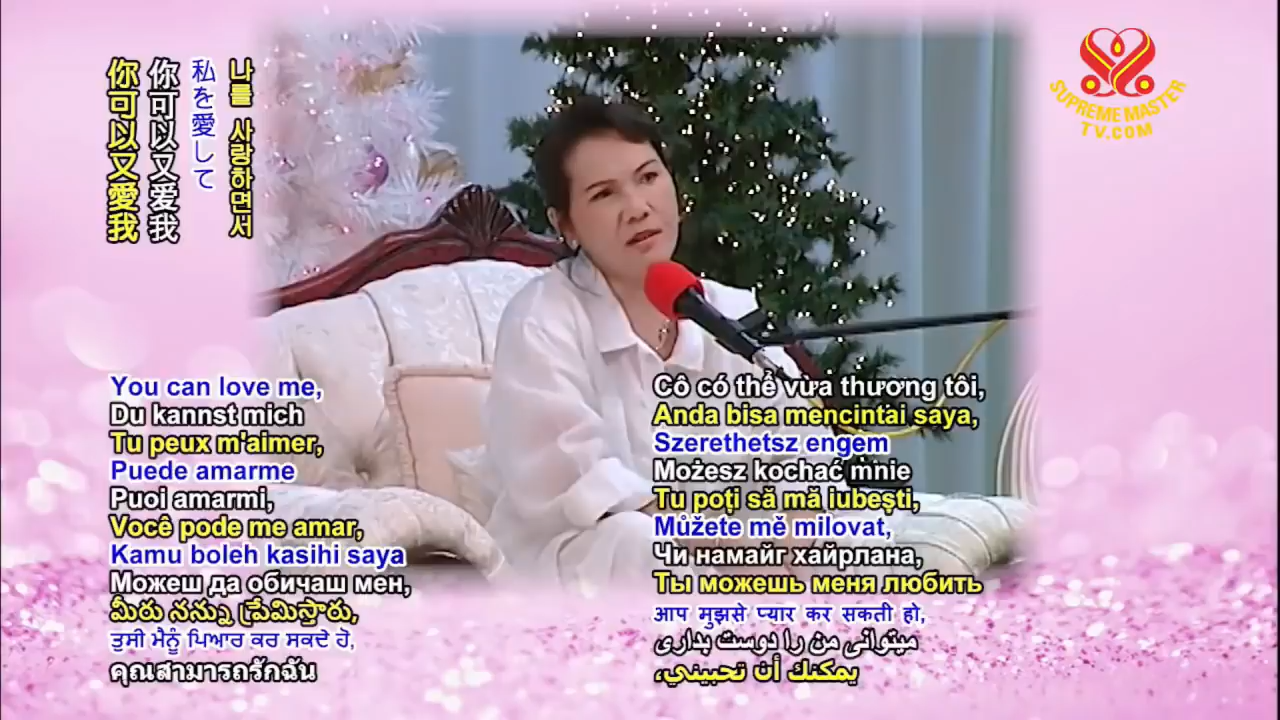 나를 사랑하면서
私を愛して
你可以又爱我
你可以又愛我
SUPREME MASTER
TV.COM
You can love me,
Du kannst mich
Tu peux m'aimer,
Puede amarme
Puoi amarmi,
Você pode me amar,
Kamu boleh kasihi saya
Можеш да обичаш мен,
మీరు నన్ను ప్రేమిస్తారు,
ਤੁਸੀ ਮੈਨੂੰ ਪਿਆਰ ਕਰ ਸਕਦੇ ਹੋ,
คุณสามารถรักฉัน
Cô có thể vừa thương tôi,
Anda bisa mencintai saya,
Szerethetsz engem
Możesz kochać mnie
Tu poți să mă iubești,
Můžete mě milovat,
Чи намайг хайрлана,
Ты можешь меня любить
आप मुझसे प्यार कर सकती हो,
میتوانی من را دوست بداری
يمكنك أن تحبيني،